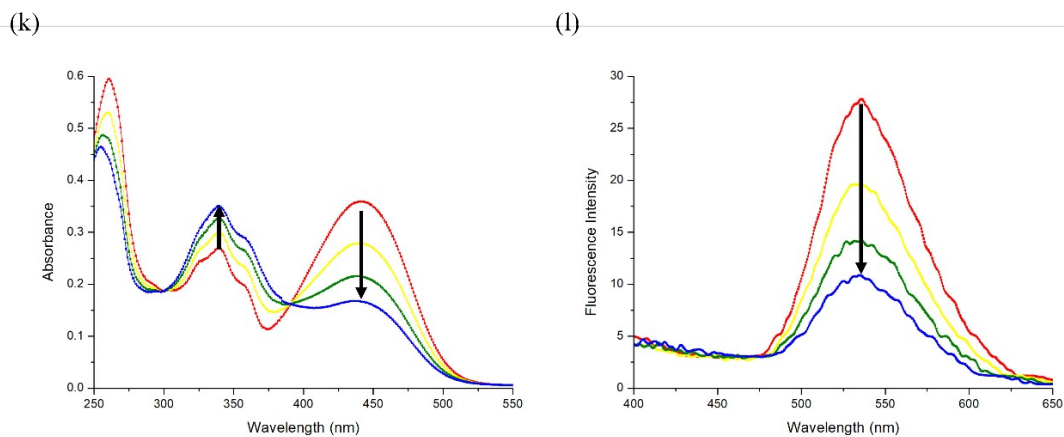 (k)
(l)
0.6
0.5
0.4
0.3
0.2
0.1
0.0
Absorbance
250 300 350 400 450 500 550
Wavelength (nm)
30
25
20
15
10
5
0
Fluorescence Intensity
400 450 500 550 600 650
Wavelength (nm)